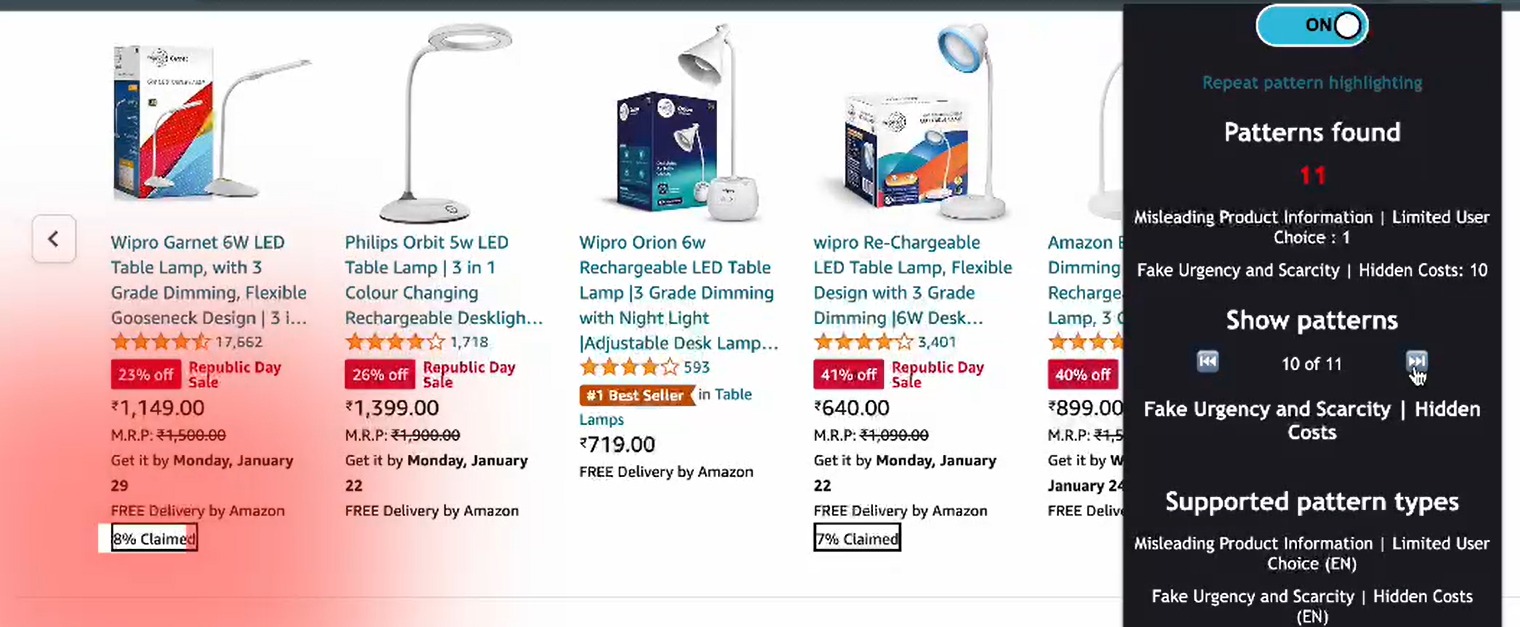 Wipro Garnet 6W LED
Table Lamp, with 3
Grade Dimming, Flexible
Gooseneck Design | 3 i...
17,662
23% off Republic Day
Sale
₹1,149.00
M.R.P: ₹1,500.00
Get it by Monday, January
29
FREE Delivery by Amazon
8% Claimed
Philips Orbit 5w LED
Table Lamp | 3 in 1
Colour Changing
Rechargeable Deskligh...
1,718
26% off Republic Day
Sale
₹1,399.00
M.R.P: ₹1,900.00
Get it by Monday, January
22
FREE Delivery by Amazon
wipro
Wipro Orion 6w
Rechargeable LED Table
Lamp |3 Grade Dimming
with Night Light
|Adjustable Desk Lamp...
593
#1 Best Seller in Table
Lamps
₹719.00
FREE Delivery by Amazon
wipro Re-Chargeable
LED Table Lamp, Flexible
Design with 3 Grade
Dimming |6W Desk...
3,401
41% off Republic Day
Sale
₹640.00
M.R.P: ₹1,090.00
Get it by Monday, January
22
FREE Delivery by Amazon
7% Claimed
Amazon
Dimming
Recharge
Lamp, 3
40% off
₹899.00
M.R.P: ₹1,5
Get it by W
January 24
FREE Deliv
ON
Repeat pattern highlighting
Patterns found
11
Misleading Product Information | Limited User
Choice : 1
Fake Urgency and Scarcity | Hidden Costs: 10
Show patterns
10 of 11
Fake Urgency and Scarcity | Hidden
Costs
Supported pattern types
Misleading Product Information | Limited User
Choice (EN)
Fake Urgency and Scarcity | Hidden Costs
(EN)